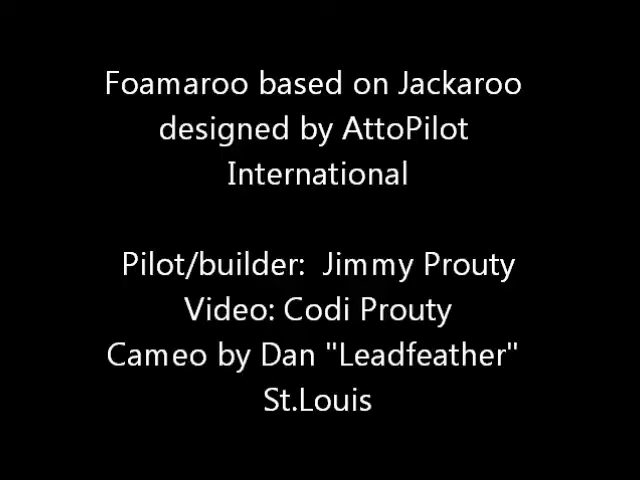 Foamaroo based on Jackaroo
designed by AttoPilot
International
Pilot/builder:  Jimmy Prouty
Video: Codi Prouty
Cameo by Dan "Leadfeather"
St.Louis